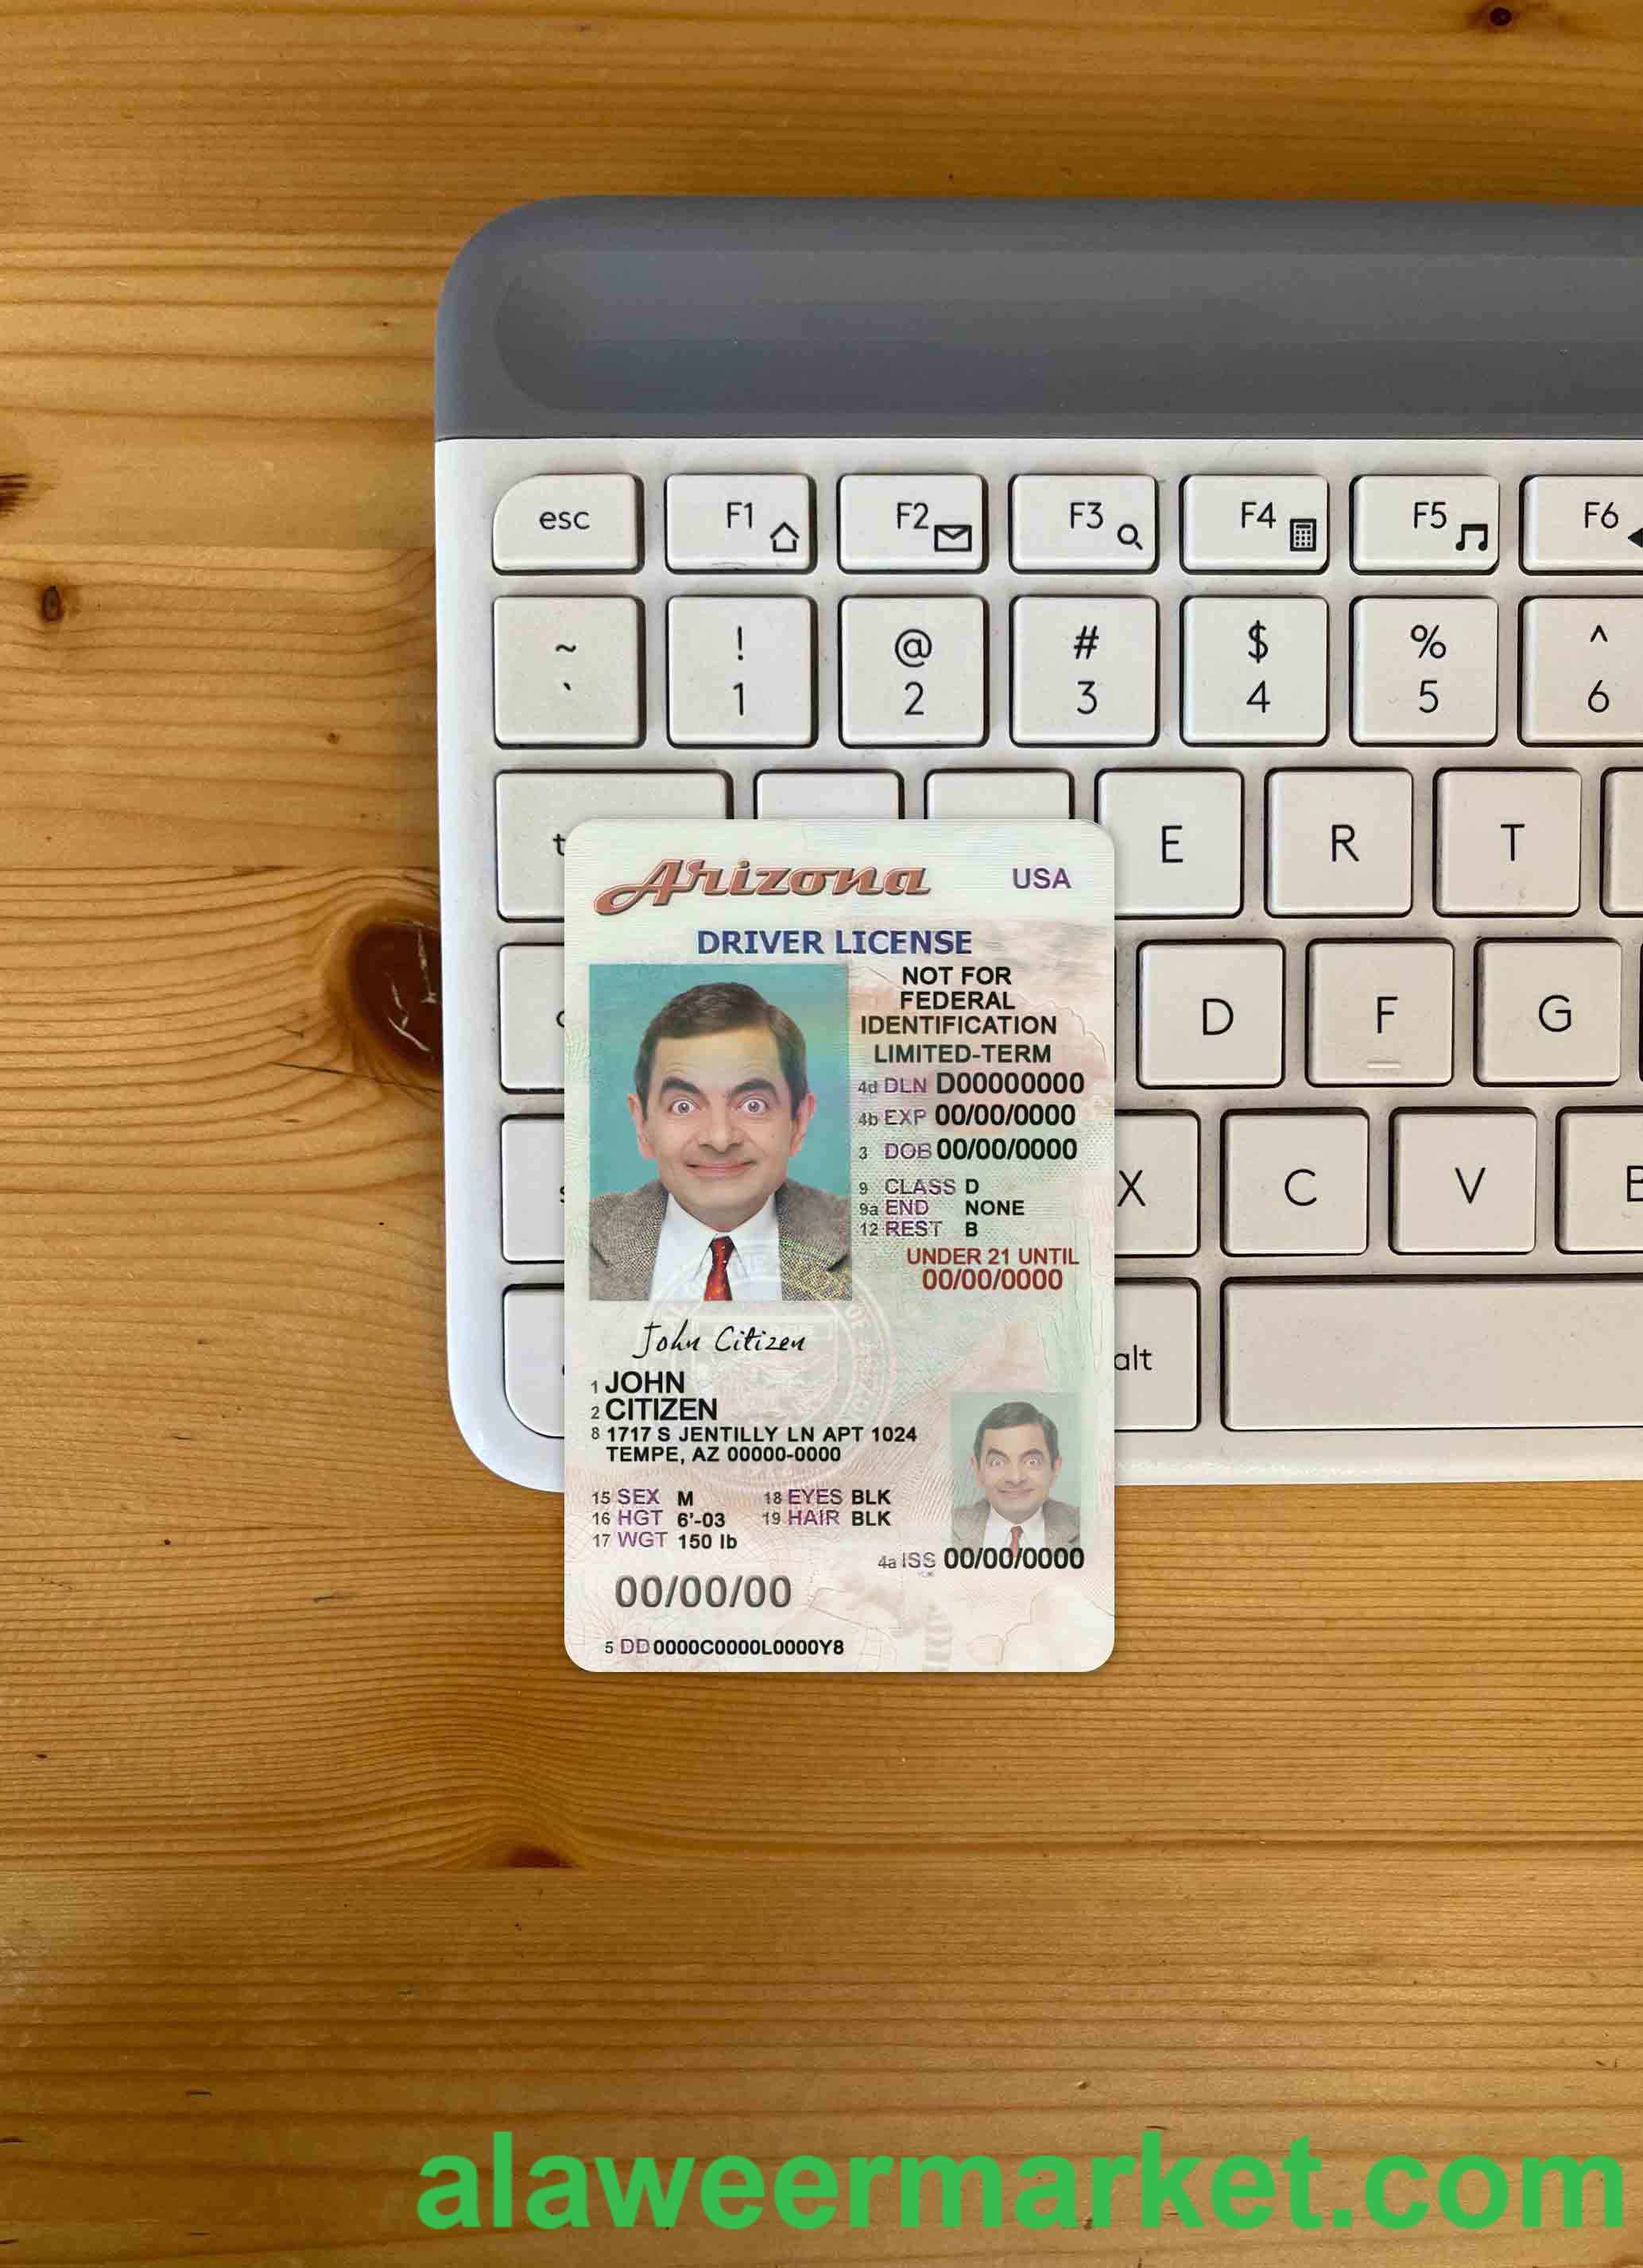 esc F1 F2 F3 F4 F5 F6
~ ! @ # $ % ^
` 1 2 3 4 5 6
E R T
D F G
X C V
alt
Arizona USA
DRIVER LICENSE
NOT FOR
FEDERAL
IDENTIFICATION
LIMITED-TERM
4d DLN D00000000
4b EXP 00/00/0000
3 DOB 00/00/0000
9 CLASS D
9a END NONE
12 REST B
UNDER 21 UNTIL
00/00/0000
John Citizen
1 JOHN
2 CITIZEN
8 1717 S JENTILLY LN APT 1024
TEMPE, AZ 00000-0000
15 SEX M 18 EYES BLK
16 HGT 6'-03 19 HAIR BLK
17 WGT 150 lb
4a ISS 00/00/0000
00/00/00
5 DD 0000C0000L0000Y8
alaweermarket.com